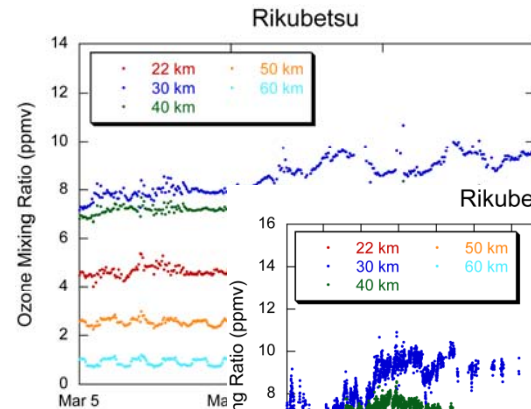 Rikubetsu
14
12
10
8
6
4
2
0
Ozone Mixing Ratio (ppmv)
22 km
50 km
30 km
60 km
40 km
Mar 5
Rikube
16
14
12
10
8
ng Ratio (ppmv)
22 km
50 km
30 km
60 km
40 km